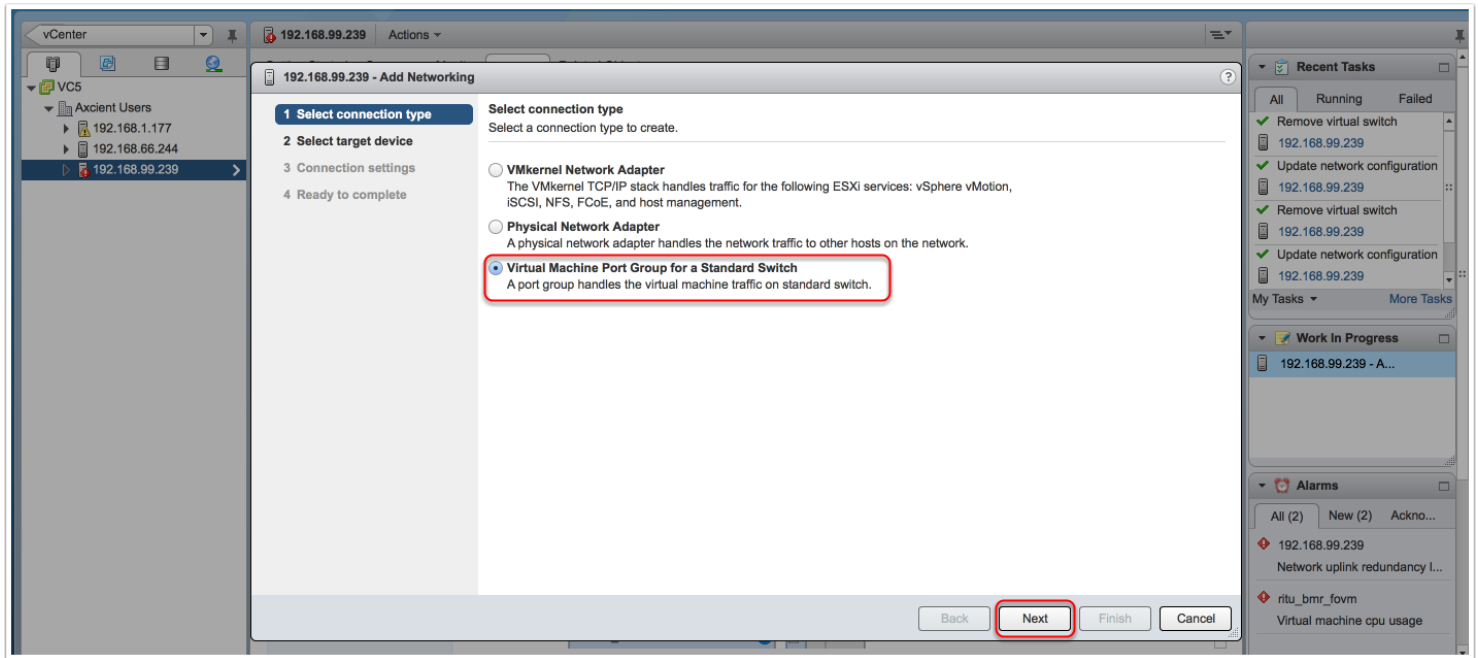 vCenter
192.168.99.239 Actions
VC5
Axcient Users
192.168.1.177
192.168.66.244
192.168.99.239
192.168.99.239 - Add Networking
?
1 Select connection type
2 Select target device
3 Connection settings
4 Ready to complete
Select connection type
Select a connection type to create.
VMkernel Network Adapter
The VMkernel TCP/IP stack handles traffic for the following ESXi services: vSphere vMotion,
iSCSI, NFS, FCoE, and host management.
Physical Network Adapter
A physical network adapter handles the network traffic to other hosts on the network.
Virtual Machine Port Group for a Standard Switch
A port group handles the virtual machine traffic on standard switch.
Back Next Finish Cancel
Recent Tasks
All Running Failed
Remove virtual switch
192.168.99.239
Update network configuration
192.168.99.239
Remove virtual switch
192.168.99.239
Update network configuration
192.168.99.239
My Tasks More Tasks
Work In Progress
192.168.99.239 - A...
Alarms
All (2) New (2) Ackno...
192.168.99.239
Network uplink redundancy l...
ritu_bmr_fovm
Virtual machine cpu usage